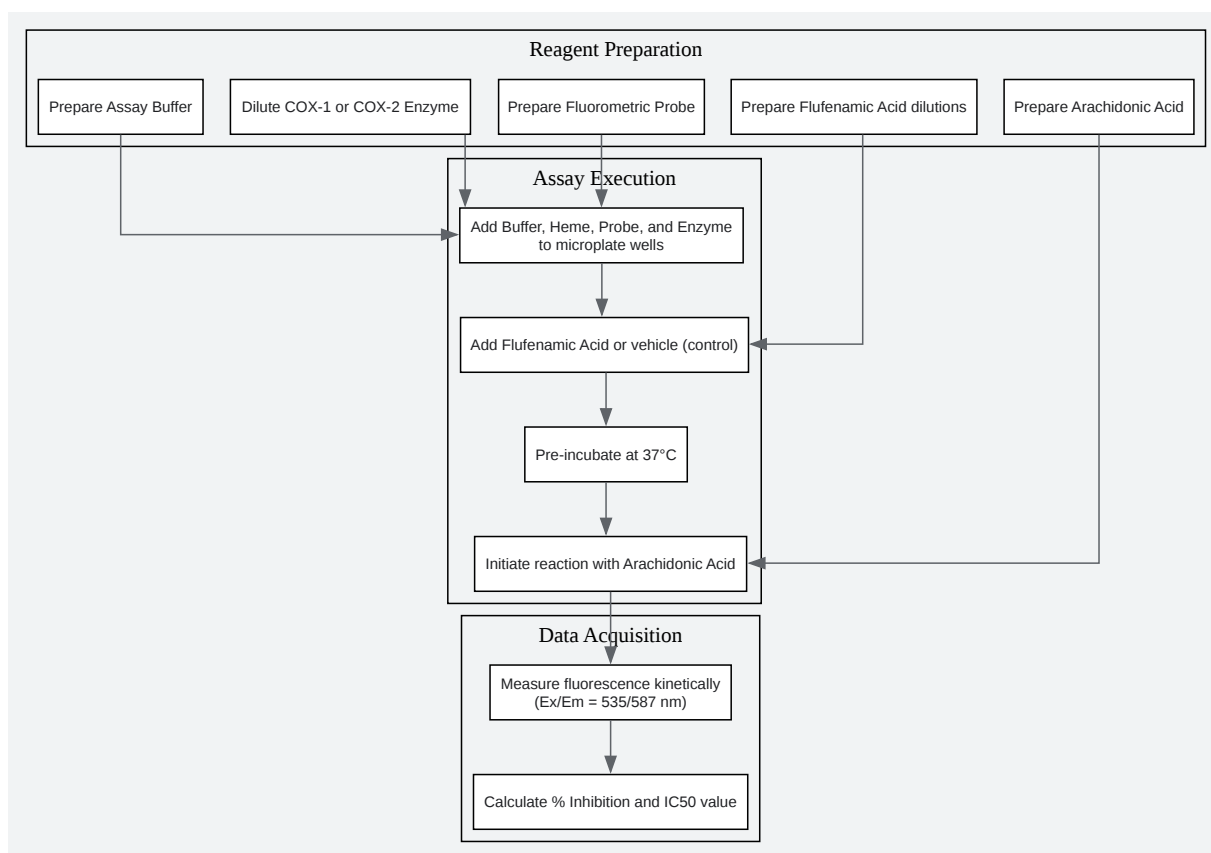 Reagent Preparation
Prepare Assay Buffer
Dilute COX-1 or COX-2 Enzyme
Prepare Fluorometric Probe
Prepare Flufenamic Acid dilutions
Prepare Arachidonic Acid
Assay Execution
Add Buffer, Heme, Probe, and Enzyme
to microplate wells
Add Flufenamic Acid or vehicle (control)
Pre-incubate at 37°C
Initiate reaction with Arachidonic Acid
Data Acquisition
Measure fluorescence kinetically
(Ex/Em = 535/587 nm)
Calculate % Inhibition and IC50 value